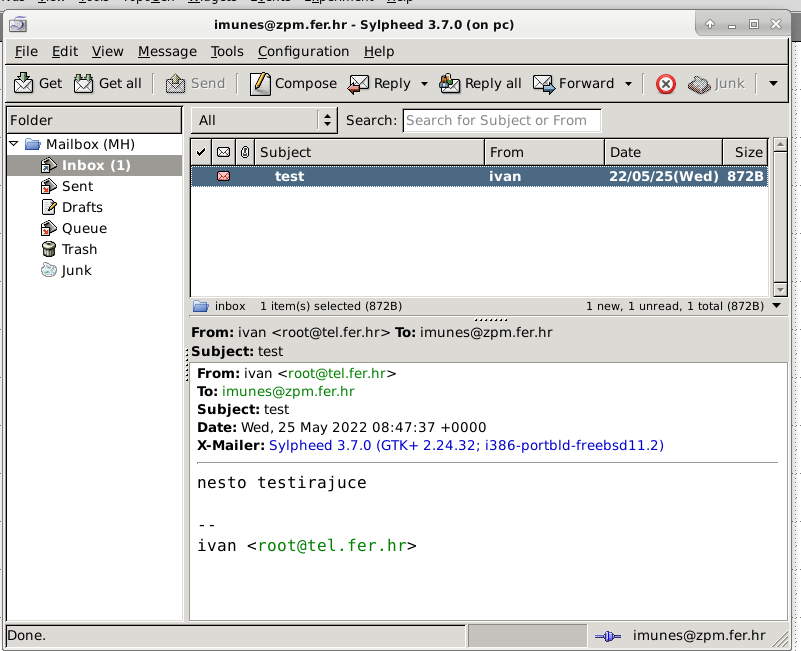 imunes@zpm.fer.hr - Sylpheed 3.7.0 (on pc)
File Edit View Message Tools Configuration Help
Get Get all Send Compose Reply Reply all Forward Junk
Folder
Mailbox (MH)
Inbox (1)
Sent
Drafts
Queue
Trash
Junk
All Search: Search for Subject or From
Subject From Date Size
test ivan 22/05/25(Wed) 872B
inbox 1 item(s) selected (872B) 1 new, 1 unread, 1 total (872B)
From: ivan <root@tel.fer.hr> To: imunes@zpm.fer.hr
Subject: test
From: ivan <root@tel.fer.hr>
To: imunes@zpm.fer.hr
Subject: test
Date: Wed, 25 May 2022 08:47:37 +0000
X-Mailer: Sylpheed 3.7.0 (GTK+ 2.24.32; i386-portbld-freebsd11.2)
nesto testirajuce
--
ivan <root@tel.fer.hr>
Done. imunes@zpm.fer.hr